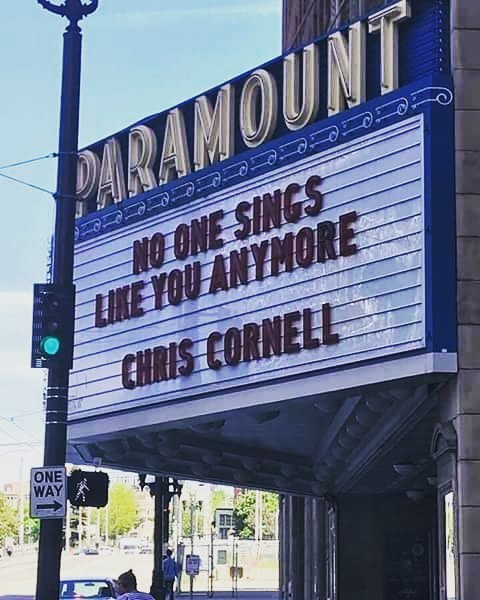 PARAMOUNT
NO ONE SINGS
LIKE YOU ANYMORE
CHRIS CORNELL
ONE
WAY